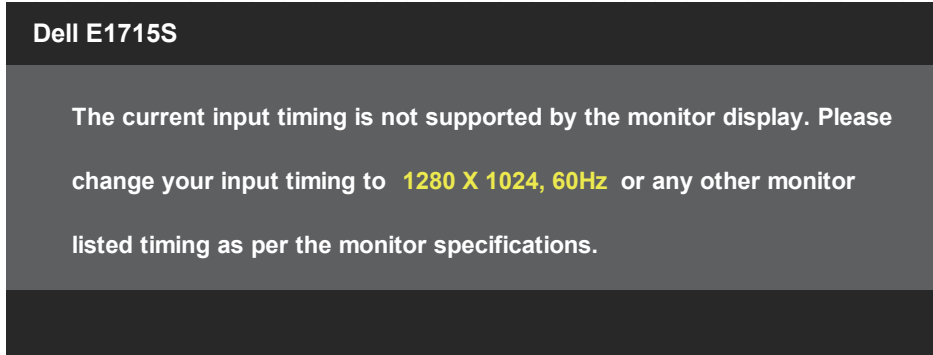 Dell E1715S
The current input timing is not supported by the monitor display. Please
change your input timing to 1280 X 1024, 60Hz or any other monitor
listed timing as per the monitor specifications.